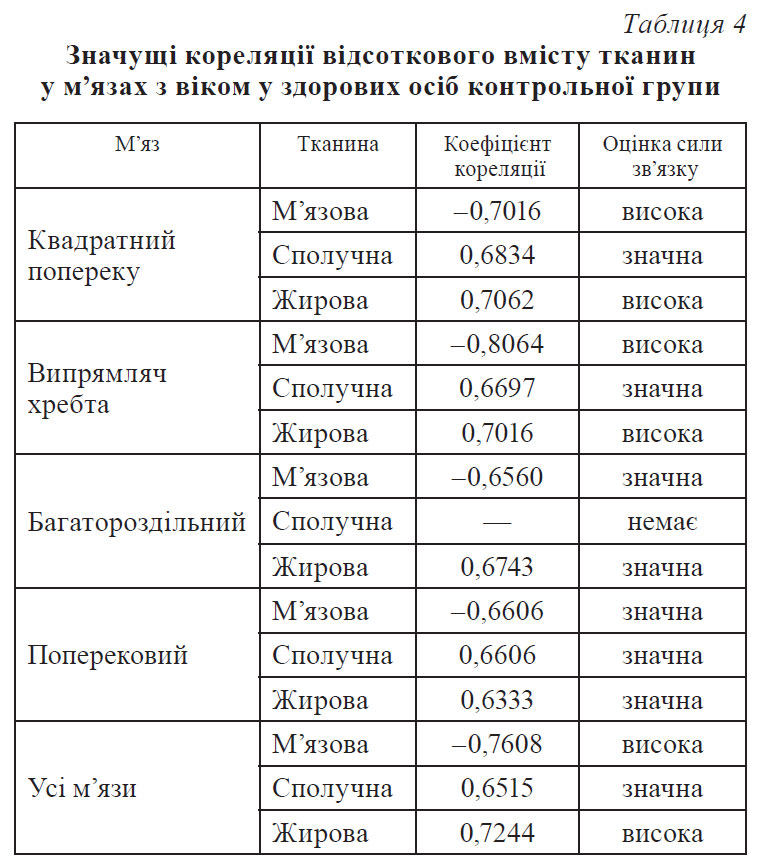 Таблиця 4
Значущі кореляції відсоткового вмісту тканин
у м’язах з віком у здорових осіб контрольної групи
М’яз Тканина Коефіцієнт кореляції Оцінка сили зв’язку
Квадратний попереку М’язова –0,7016 висока
Сполучна 0,6834 значна
Жирова 0,7062 висока
Випрямляч хребта М’язова –0,8064 висока
Сполучна 0,6697 значна
Жирова 0,7016 висока
Багатороздільний М’язова –0,6560 значна
Сполучна — немає
Жирова 0,6743 значна
Поперековий М’язова –0,6606 значна
Сполучна 0,6606 значна
Жирова 0,6333 значна
Усі м’язи М’язова –0,7608 висока
Сполучна 0,6515 значна
Жирова 0,7244 висока